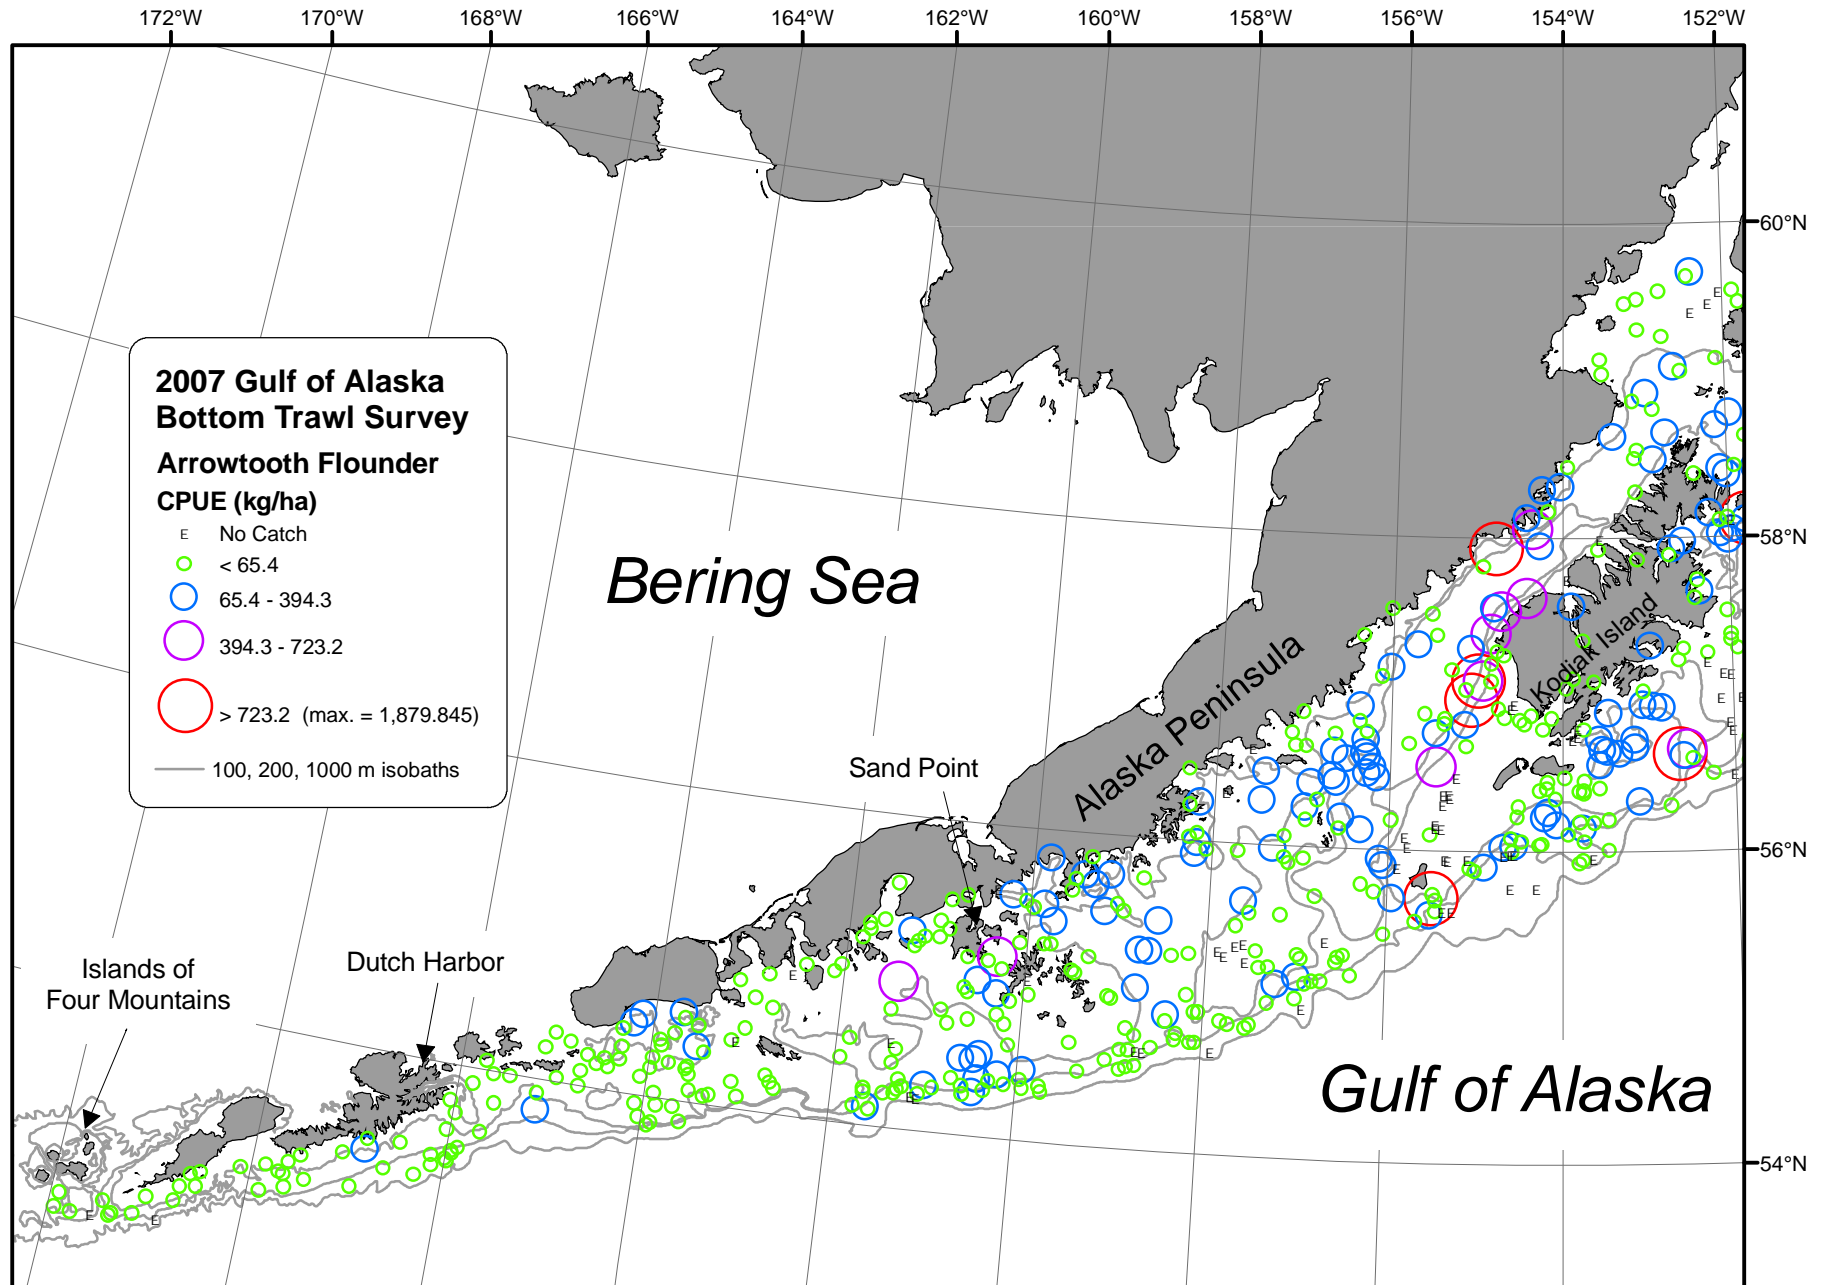 172°W 170°W 168°W 166°W 164°W 162°W 160°W 158°W 156°W 154°W 152°W
60°N
58°N
56°N
54°N
2007 Gulf of Alaska
Bottom Trawl Survey
Arrowtooth Flounder
CPUE (kg/ha)
E No Catch
< 65.4
65.4 - 394.3
394.3 - 723.2
> 723.2 (max. = 1,879.845)
100, 200, 1000 m isobaths
Bering Sea
Alaska Peninsula
Kodiak Island
Sand Point
Dutch Harbor
Islands of
Four Mountains
Gulf of Alaska